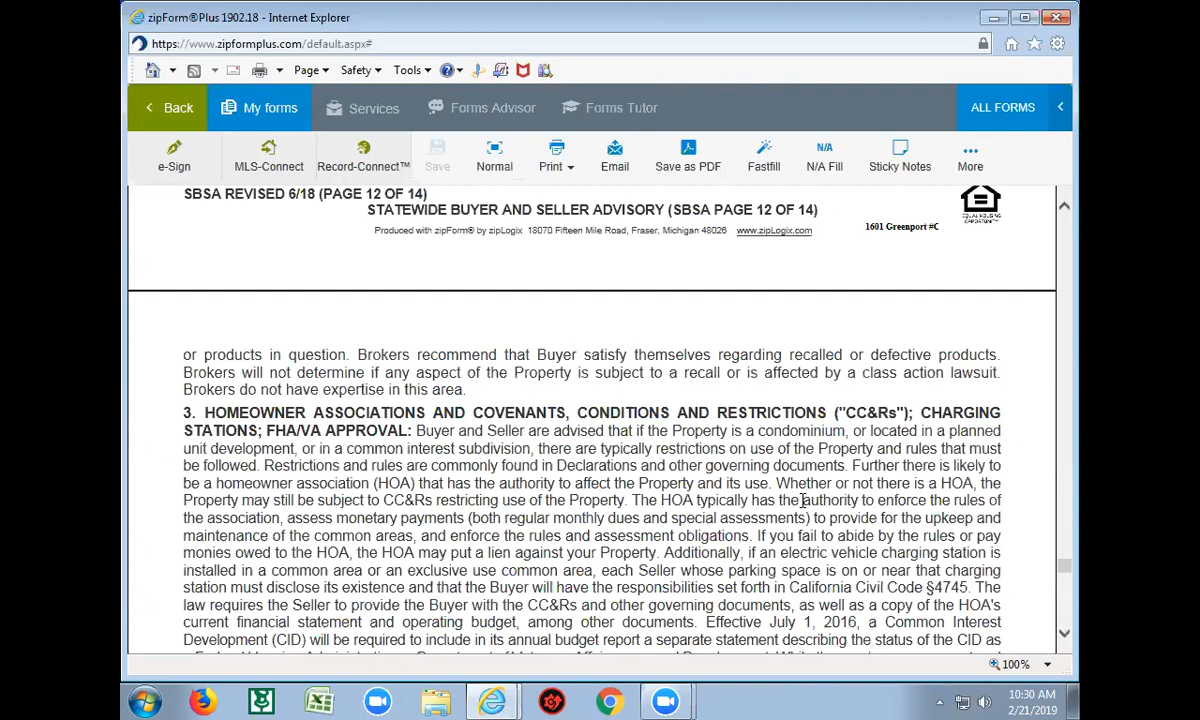 zipForm®Plus 1902.18 - Internet Explorer
https://www.zipformplus.com/default.aspx#
Page Safety Tools
Back My forms Services Forms Advisor Forms Tutor ALL FORMS
e-Sign MLS-Connect Record-Connect™ Save Normal Print Email Save as PDF Fastfill N/A N/A Fill Sticky Notes More
SBSA REVISED 6/18 (PAGE 12 OF 14)
STATEWIDE BUYER AND SELLER ADVISORY (SBSA PAGE 12 OF 14)
EQUAL HOUSING OPPORTUNITY
Produced with zipForm® by zipLogix 18070 Fifteen Mile Road, Fraser, Michigan 48026 www.zipLogix.com 1601 Greenport #C
or products in question. Brokers recommend that Buyer satisfy themselves regarding recalled or defective products.
Brokers will not determine if any aspect of the Property is subject to a recall or is affected by a class action lawsuit.
Brokers do not have expertise in this area.
3. HOMEOWNER ASSOCIATIONS AND COVENANTS, CONDITIONS AND RESTRICTIONS ("CC&Rs"); CHARGING
STATIONS; FHA/VA APPROVAL: Buyer and Seller are advised that if the Property is a condominium, or located in a planned
unit development, or in a common interest subdivision, there are typically restrictions on use of the Property and rules that must
be followed. Restrictions and rules are commonly found in Declarations and other governing documents. Further there is likely to
be a homeowner association (HOA) that has the authority to affect the Property and its use. Whether or not there is a HOA, the
Property may still be subject to CC&Rs restricting use of the Property. The HOA typically has the authority to enforce the rules of
the association, assess monetary payments (both regular monthly dues and special assessments) to provide for the upkeep and
maintenance of the common areas, and enforce the rules and assessment obligations. If you fail to abide by the rules or pay
monies owed to the HOA, the HOA may put a lien against your Property. Additionally, if an electric vehicle charging station is
installed in a common area or an exclusive use common area, each Seller whose parking space is on or near that charging
station must disclose its existence and that the Buyer will have the responsibilities set forth in California Civil Code §4745. The
law requires the Seller to provide the Buyer with the CC&Rs and other governing documents, as well as a copy of the HOA's
current financial statement and operating budget, among other documents. Effective July 1, 2016, a Common Interest
Development (CID) will be required to include in its annual budget report a separate statement describing the status of the CID as
100%
10:30 AM
2/21/2019